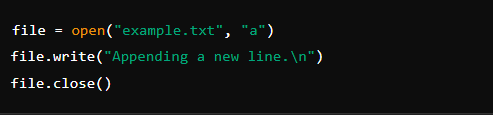 file = open("example.txt", "a")
file.write("Appending a new line.\n")
file.close()